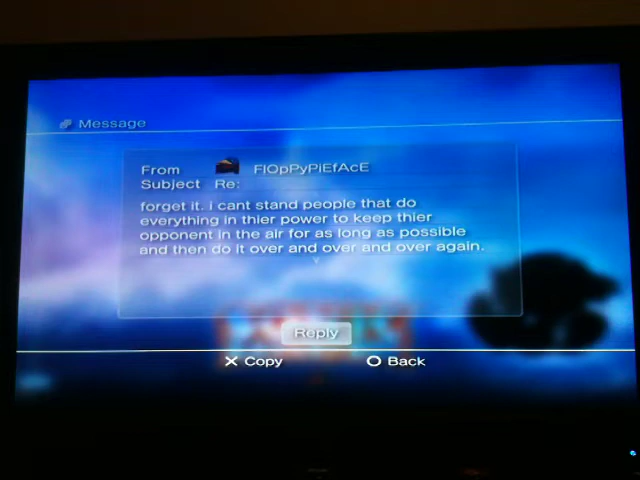 Message
From FlOpPyPiEfAcE
Subject Re:
forget it. i cant stand people that do
everything in thier power to keep thier
opponent in the air for as long as possible
and then do it over and over and over again.
Reply
X Copy
O Back